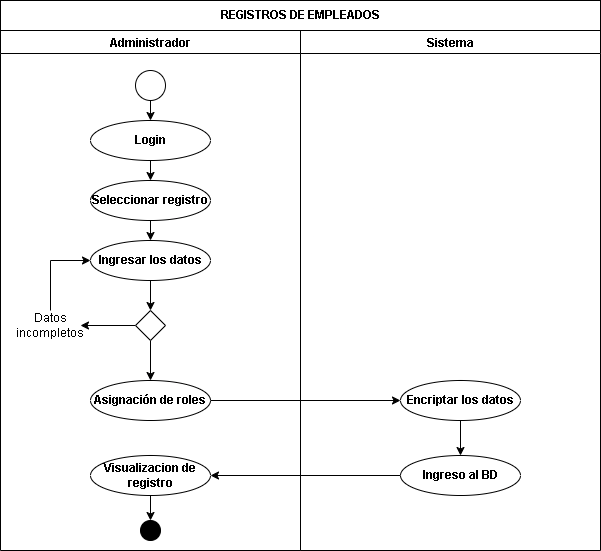 REGISTROS DE EMPLEADOS
Administrador
Sistema
Login
Seleccionar registro
Ingresar los datos
Datos
incompletos
Asignación de roles
Encriptar los datos
Visualizacion de
registro
Ingreso al BD